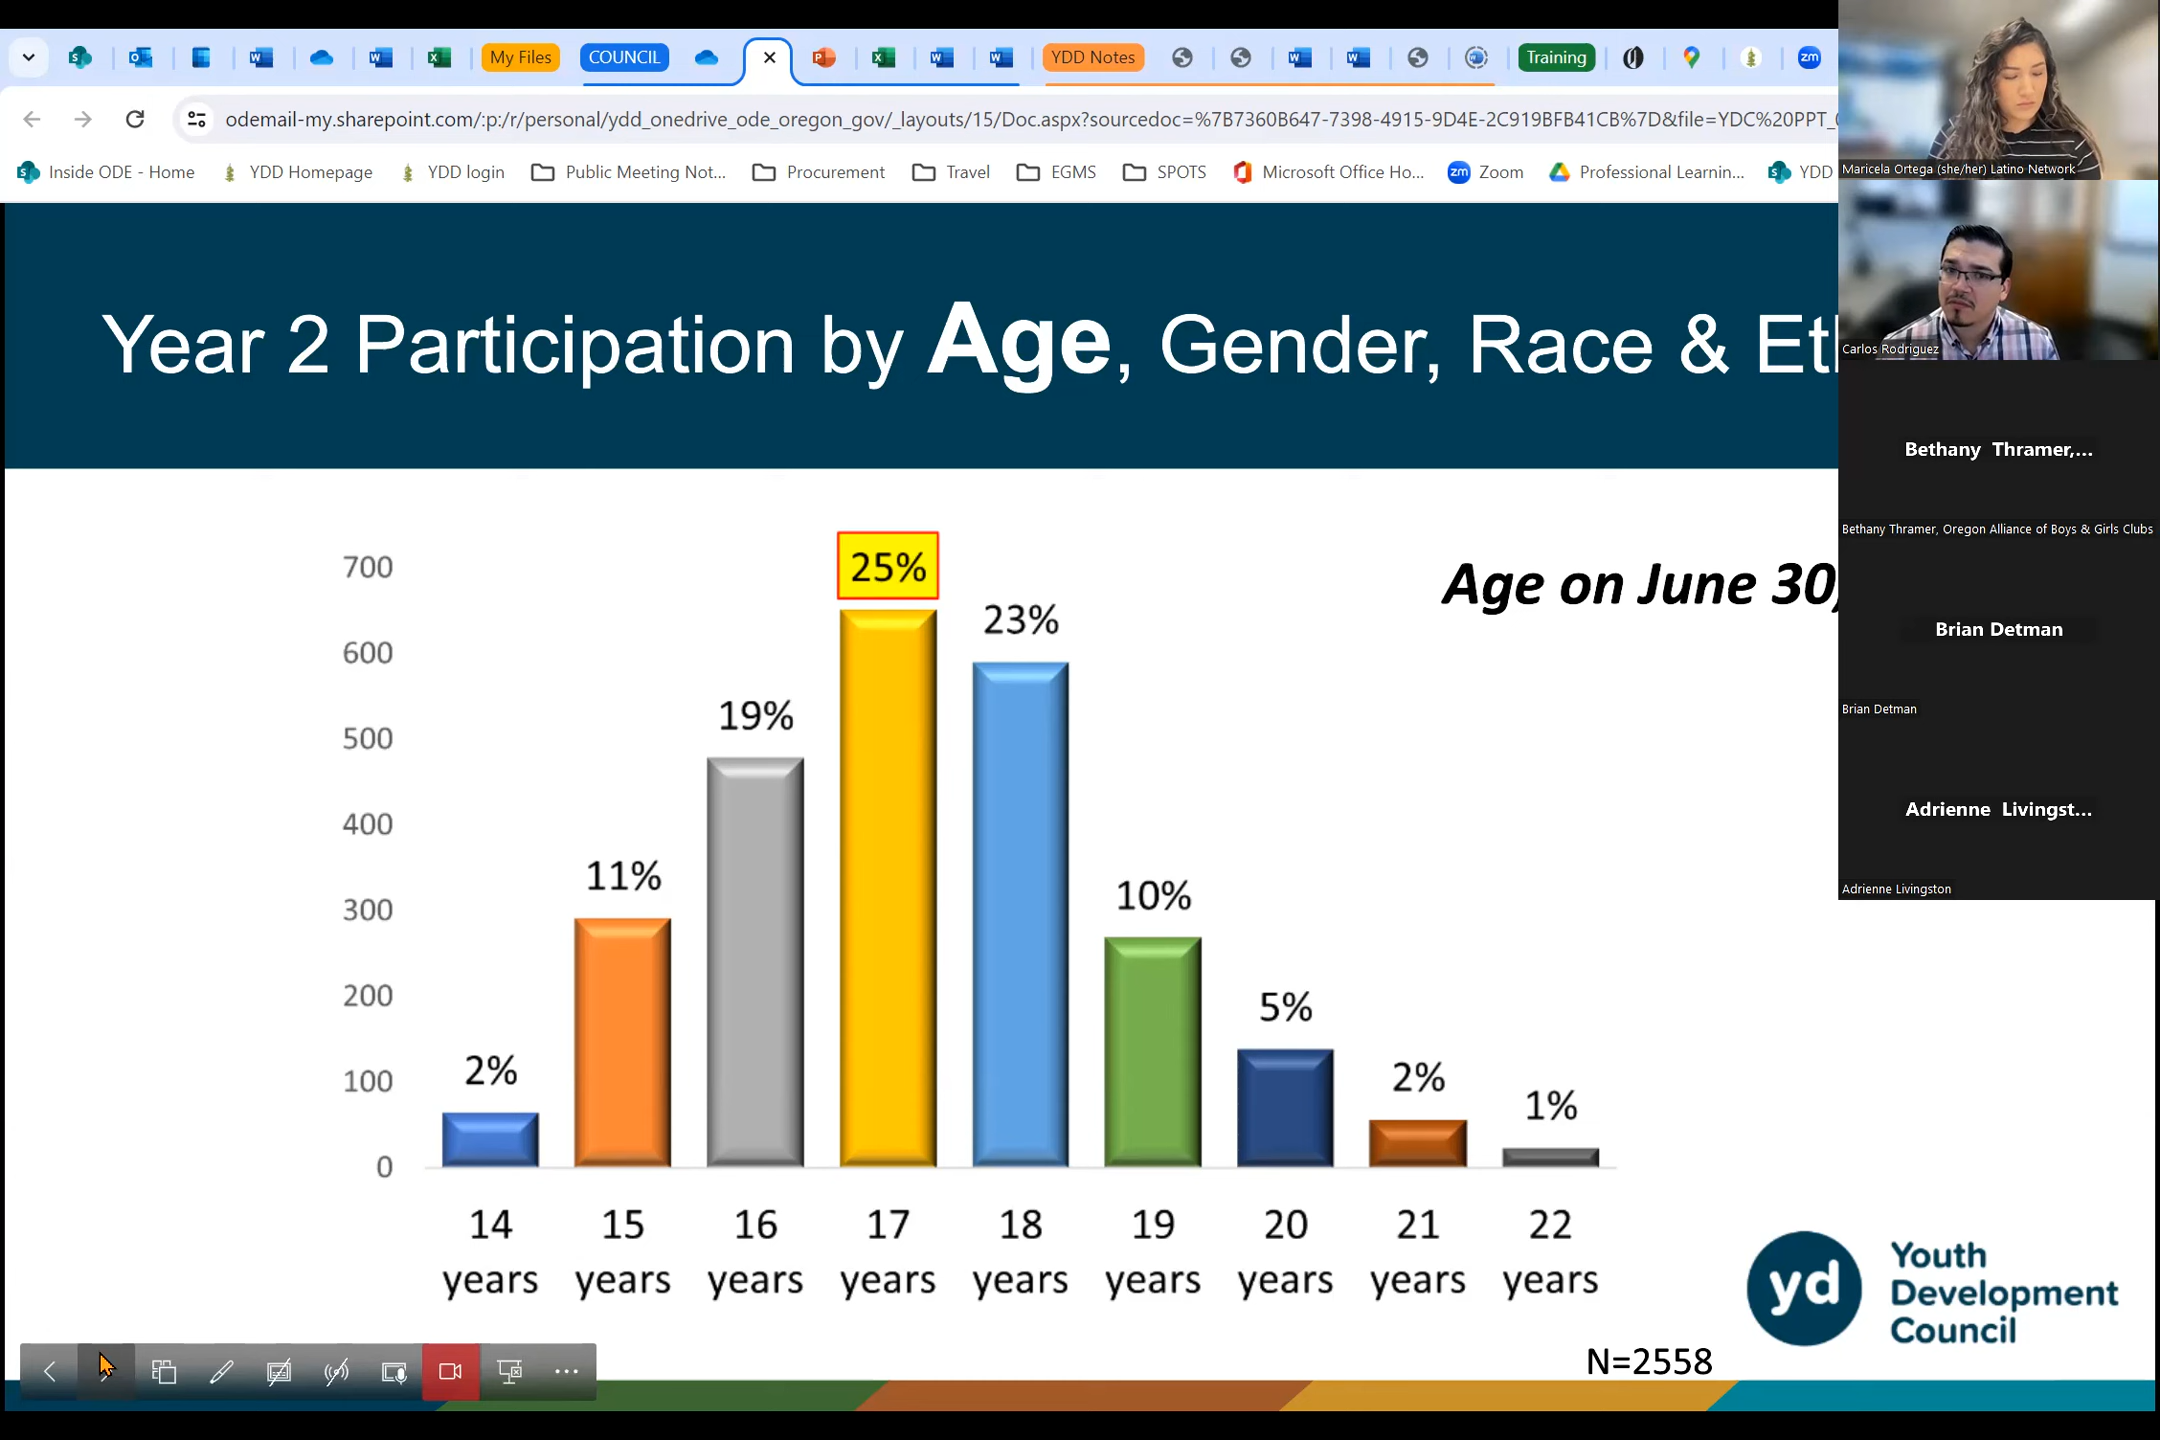 My Files
COUNCIL
YDD Notes
Training
zm
odemail-my.sharepoint.com/:p:/r/personal/ydd_onedrive_ode_oregon_gov/_layouts/15/Doc.aspx?sourcedoc=%7B7360B647-7398-4915-9D4E-2C919BFB41CB%7D&file=YDC%20PPT_
Inside ODE - Home
YDD Homepage
YDD login
Public Meeting Not...
Procurement
Travel
EGMS
SPOTS
Microsoft Office Ho...
zm Zoom
Professional Learnin...
YDD
Maricela Ortega (she/her) Latino Network
Carlos Rodriguez
Bethany Thramer,...
Bethany Thramer, Oregon Alliance of Boys & Girls Clubs
Brian Detman
Brian Detman
Adrienne Livingst...
Adrienne Livingston
Year 2 Participation by Age, Gender, Race & Et
Age on June 30,
700
600
500
400
300
200
100
0
2%
11%
19%
25%
23%
10%
5%
2%
1%
14 years
15 years
16 years
17 years
18 years
19 years
20 years
21 years
22 years
N=2558
yd
Youth
Development
Council